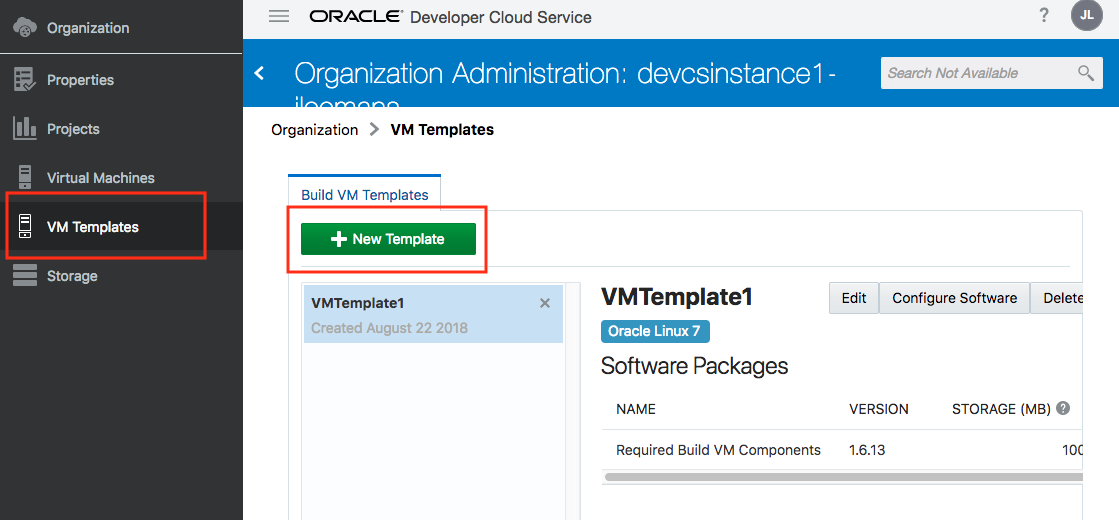 Organization
Properties
Projects
Virtual Machines
VM Templates
Storage
ORACLE® Developer Cloud Service
?
JL
Organization Administration: devcsinstance1-
Search Not Available
Organization > VM Templates
Build VM Templates
+ New Template
VMTemplate1 ×
Created August 22 2018
VMTemplate1
Edit Configure Software Delete
Oracle Linux 7
Software Packages
NAME VERSION STORAGE (MB) ?
Required Build VM Components 1.6.13 100